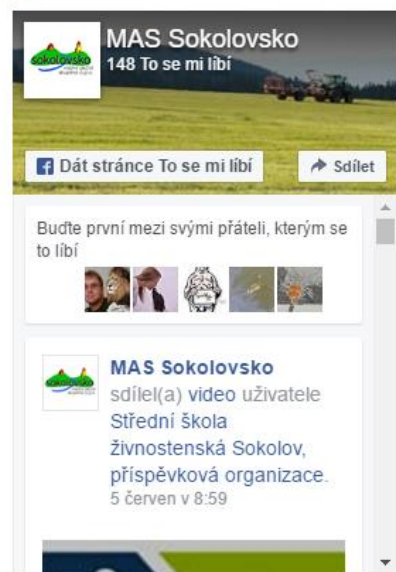 MAS Sokolovsko
148 To se mi líbí
sokolovsko
Dát stránce To se mi líbí
Sdílet
Buďte první mezi svými přáteli, kterým se
to líbí
MAS Sokolovsko
sdílel(a) video uživatele
Střední škola
živnostenská Sokolov,
příspěvková organizace.
5 červen v 8:59